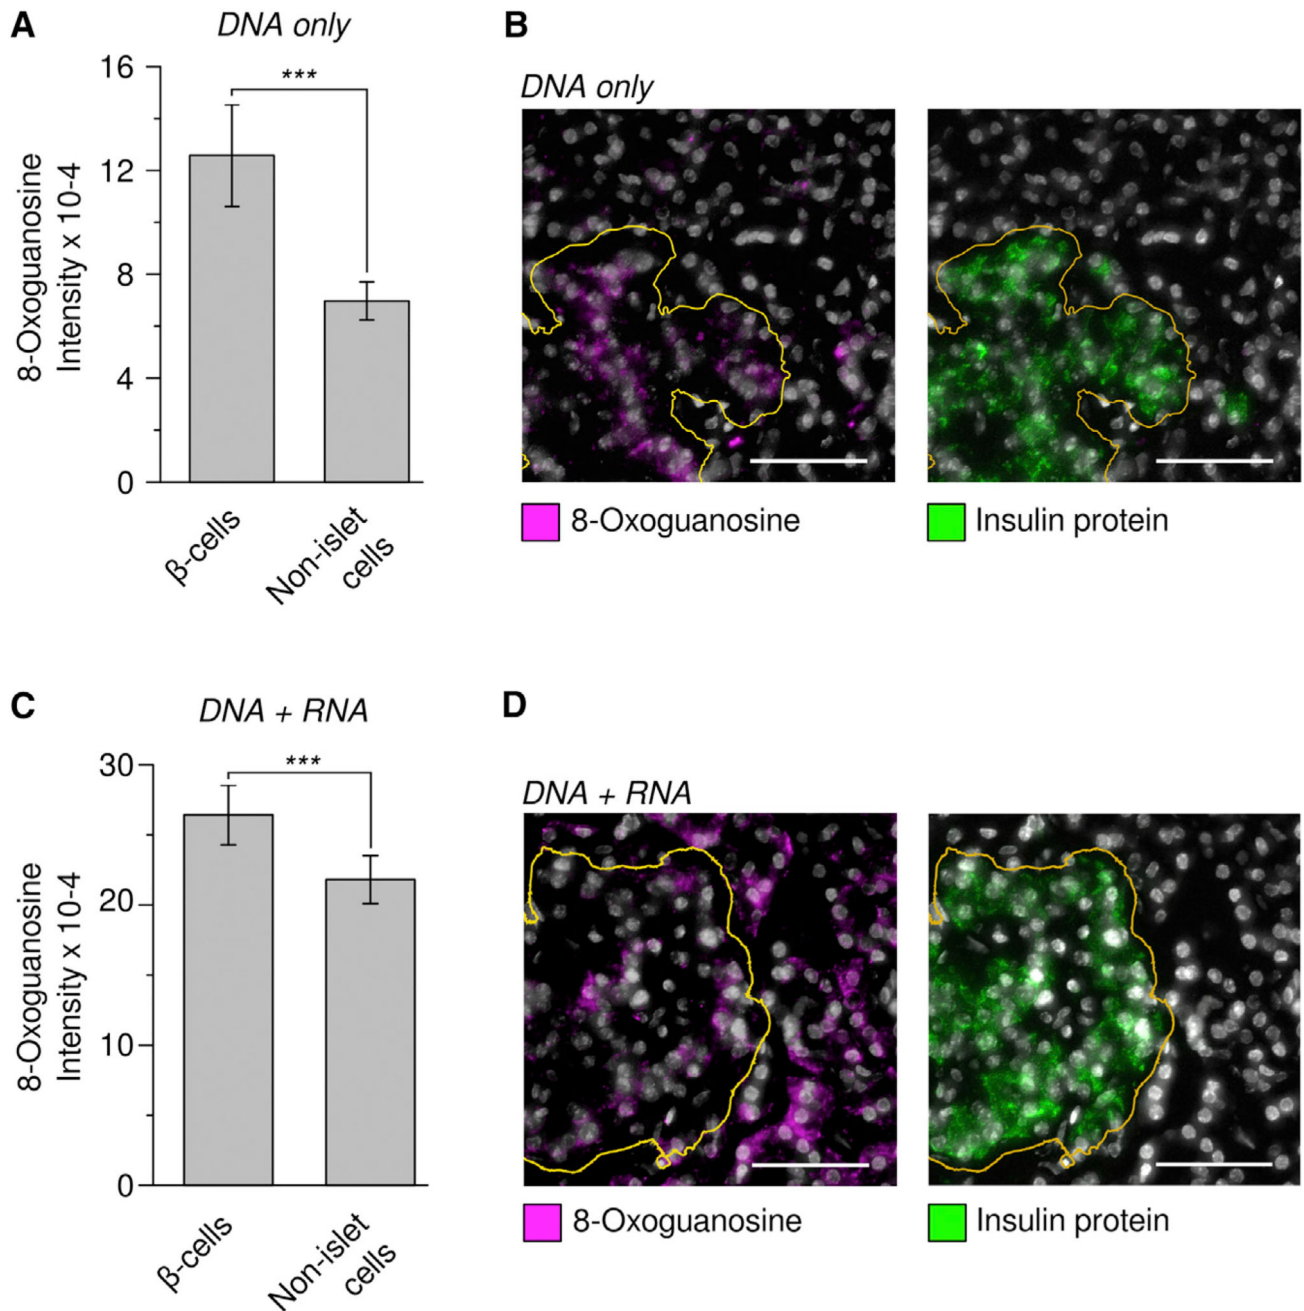 A
DNA only
***
16
12
8
4
0
8-Oxoguanosine
Intensity x 10-4
β-cells
Non-islet
cells
B
DNA only
8-Oxoguanosine
Insulin protein
C
DNA + RNA
***
30
20
10
0
8-Oxoguanosine
Intensity x 10-4
β-cells
Non-islet
cells
D
DNA + RNA
8-Oxoguanosine
Insulin protein